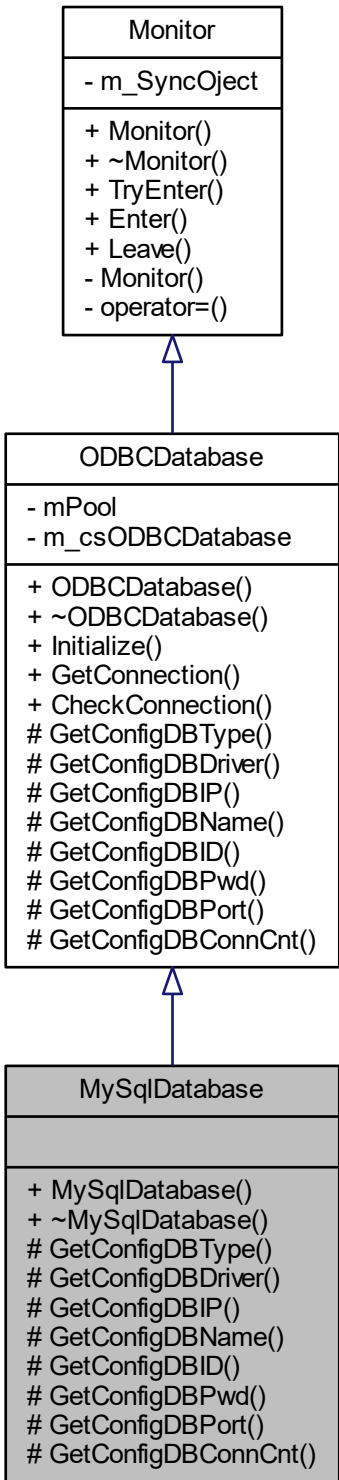 Monitor
- m_SyncOject
+ Monitor()
+ ~Monitor()
+ TryEnter()
+ Enter()
+ Leave()
- Monitor()
- operator=()
ODBCDatabase
- mPool
- m_csODBCDatabase
+ ODBCDatabase()
+ ~ODBCDatabase()
+ Initialize()
+ GetConnection()
+ CheckConnection()
# GetConfigDBType()
# GetConfigDBDriver()
# GetConfigDBIP()
# GetConfigDBName()
# GetConfigDBID()
# GetConfigDBPwd()
# GetConfigDBPort()
# GetConfigDBConnCnt()
MySqlDatabase
+ MySqlDatabase()
+ ~MySqlDatabase()
# GetConfigDBType()
# GetConfigDBDriver()
# GetConfigDBIP()
# GetConfigDBName()
# GetConfigDBID()
# GetConfigDBPwd()
# GetConfigDBPort()
# GetConfigDBConnCnt()